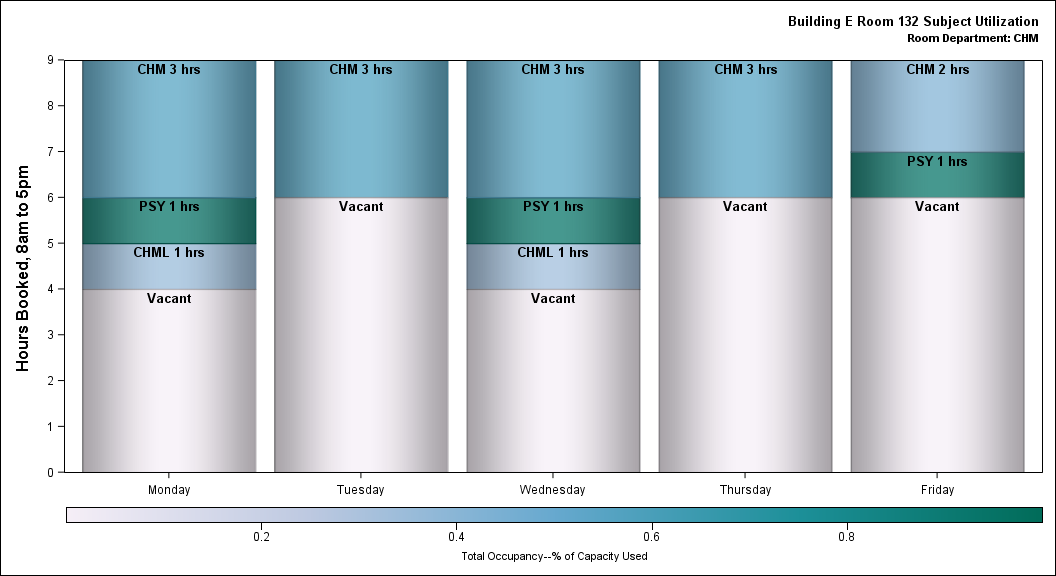 Building E Room 132 Subject Utilization
Room Department: CHM
Hours Booked, 8am to 5pm
9
8
7
6
5
4
3
2
1
0
CHM 3 hrs
PSY 1 hrs
CHML 1 hrs
Vacant
CHM 3 hrs
Vacant
CHM 3 hrs
PSY 1 hrs
CHML 1 hrs
Vacant
CHM 3 hrs
Vacant
CHM 2 hrs
PSY 1 hrs
Vacant
Monday Tuesday Wednesday Thursday Friday
0.2 0.4 0.6 0.8
Total Occupancy--% of Capacity Used